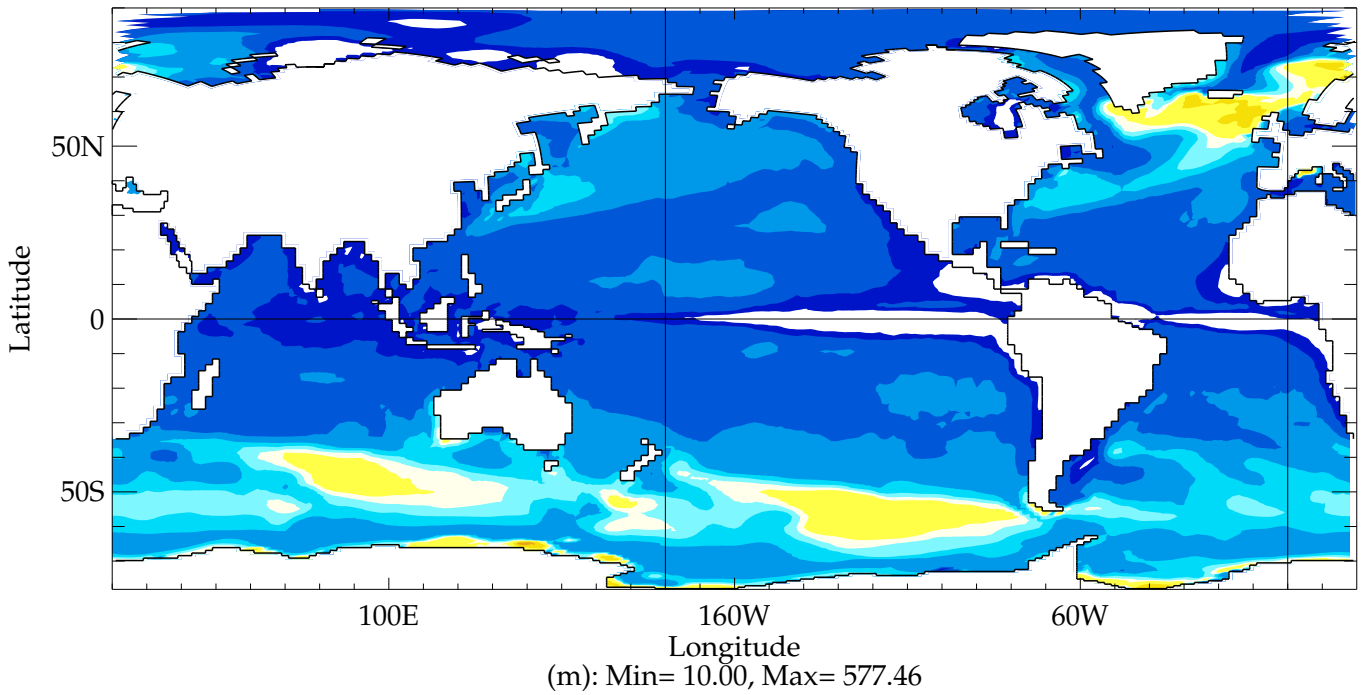 50N
0
50S
Latitude
100E
160W
60W
Longitude
(m): Min= 10.00, Max= 577.46